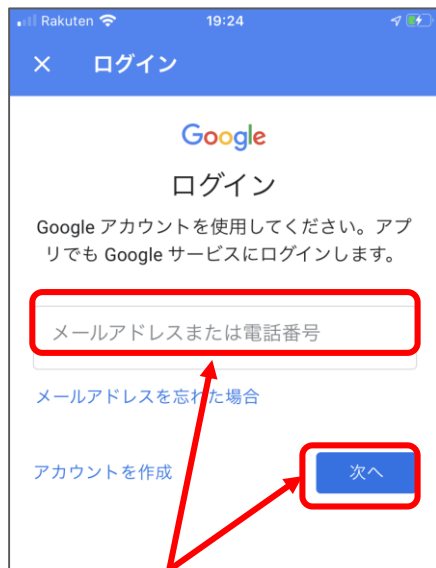 Rakuten 19:24
× ログイン
Google
ログイン
Google アカウントを使用してください。アプ
リでも Google サービスにログインします。
メールアドレスまたは電話番号
メールアドレスを忘れた場合
アカウントを作成 次へ